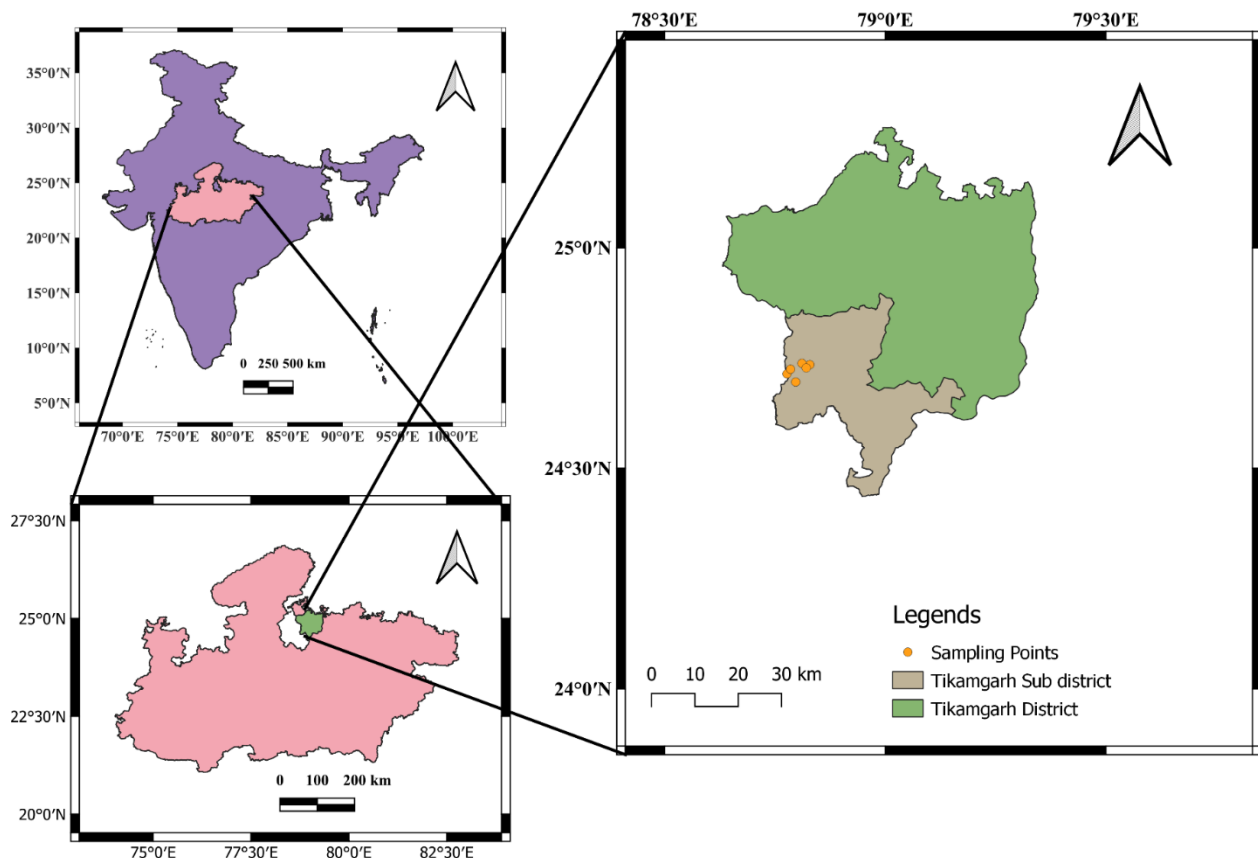 35°0′N
30°0′N
25°0′N
20°0′N
15°0′N
10°0′N
5°0′N
0 250 500 km
70°0′E 75°0′E 80°0′E 85°0′E 90°0′E 95°0′E 100°0′E
78°30′E 79°0′E 79°30′E
25°0′N
24°30′N
24°0′N
Legends
Sampling Points
Tikamgarh Sub district
Tikamgarh District
0 10 20 30 km
27°30′N
25°0′N
22°30′N
20°0′N
0 100 200 km
75°0′E 77°30′E 80°0′E 82°30′E